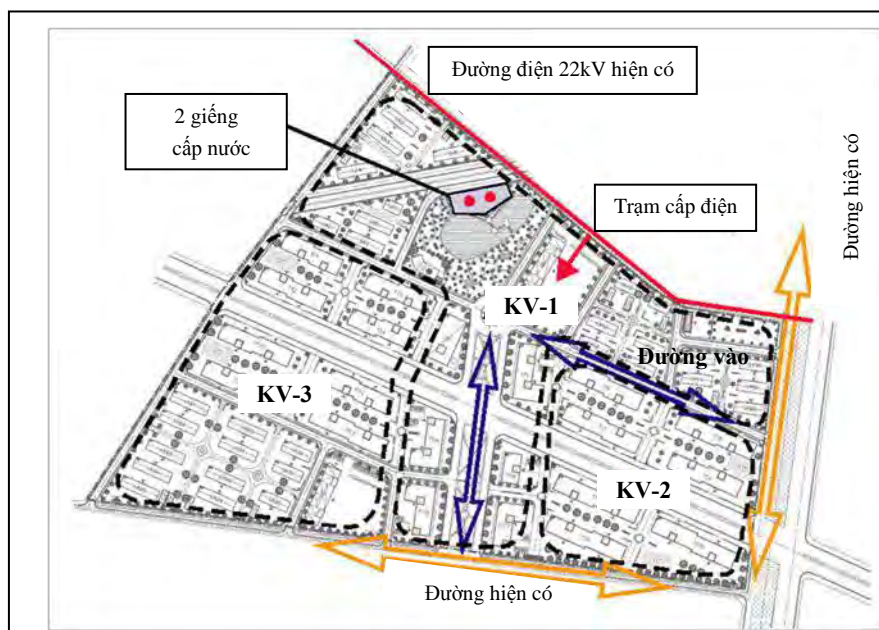 Đường điện 22kV hiện có
2 giếng
cấp nước
Đường hiện có
Trạm cấp điện
KV-1
Đường vào
KV-3
KV-2
Đường hiện có